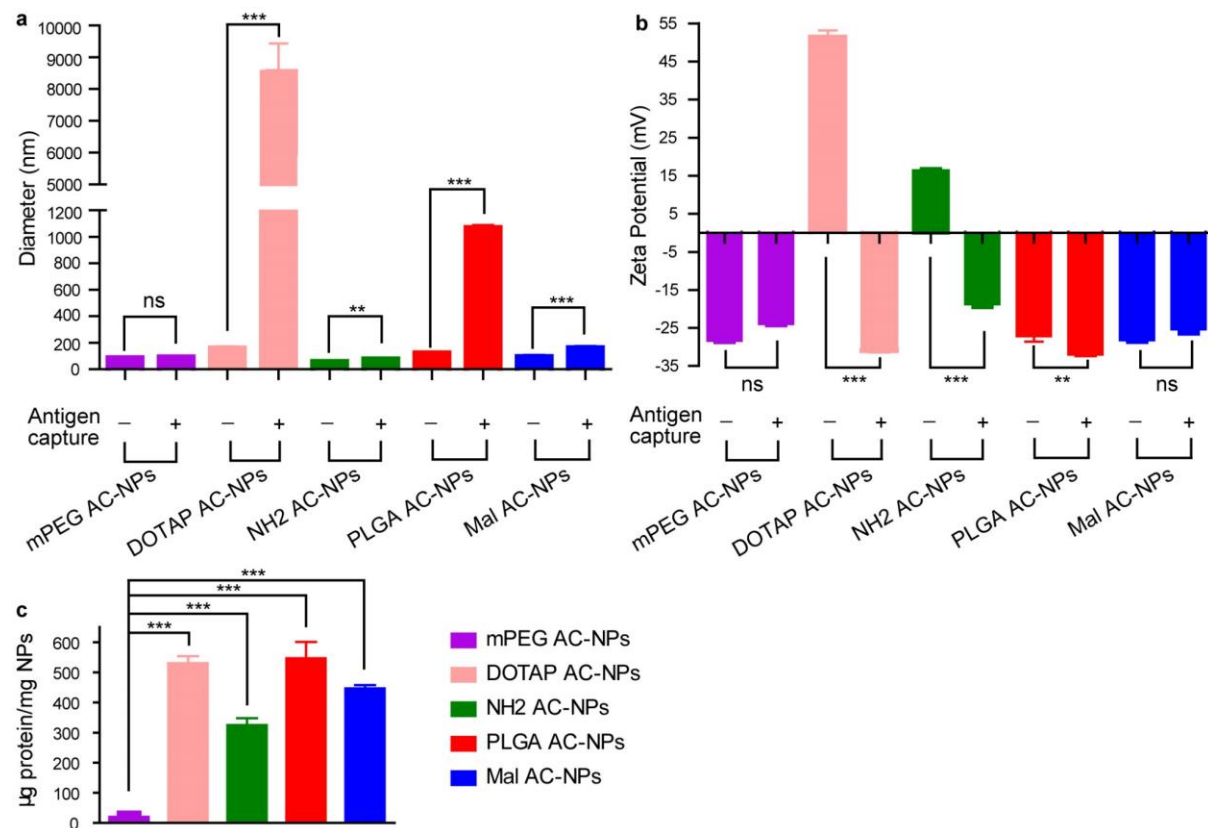 a
Diameter (nm)
10000
9000
8000
7000
6000
5000
1200
1000
800
600
400
200
0
ns
***
**
***
***
Antigen
capture
– + – + – + – + – +
mPEG AC-NPs
DOTAP AC-NPs
NH2 AC-NPs
PLGA AC-NPs
Mal AC-NPs
b
Zeta Potential (mV)
55
45
35
25
15
5
-5
-15
-25
-35
ns
***
***
**
ns
Antigen
capture
– + – + – + – + – +
mPEG AC-NPs
DOTAP AC-NPs
NH2 AC-NPs
PLGA AC-NPs
Mal AC-NPs
c
µg protein/mg NPs
600
500
400
300
200
100
0
***
***
***
***
mPEG AC-NPs
DOTAP AC-NPs
NH2 AC-NPs
PLGA AC-NPs
Mal AC-NPs